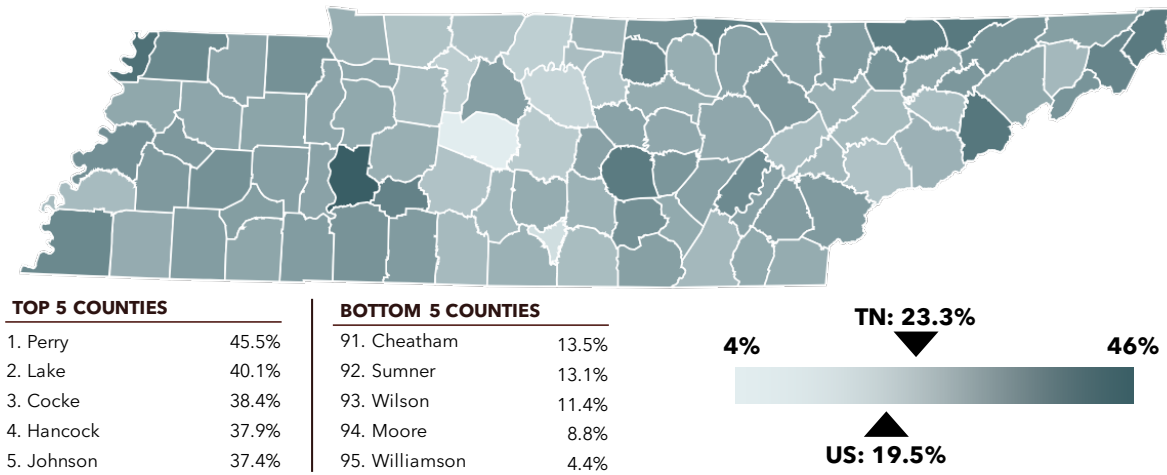 TOP 5 COUNTIES
1. Perry 45.5%
2. Lake 40.1%
3. Cocke 38.4%
4. Hancock 37.9%
5. Johnson 37.4%
BOTTOM 5 COUNTIES
91. Cheatham 13.5%
92. Sumner 13.1%
93. Wilson 11.4%
94. Moore 8.8%
95. Williamson 4.4%
TN: 23.3%
4% 46%
US: 19.5%